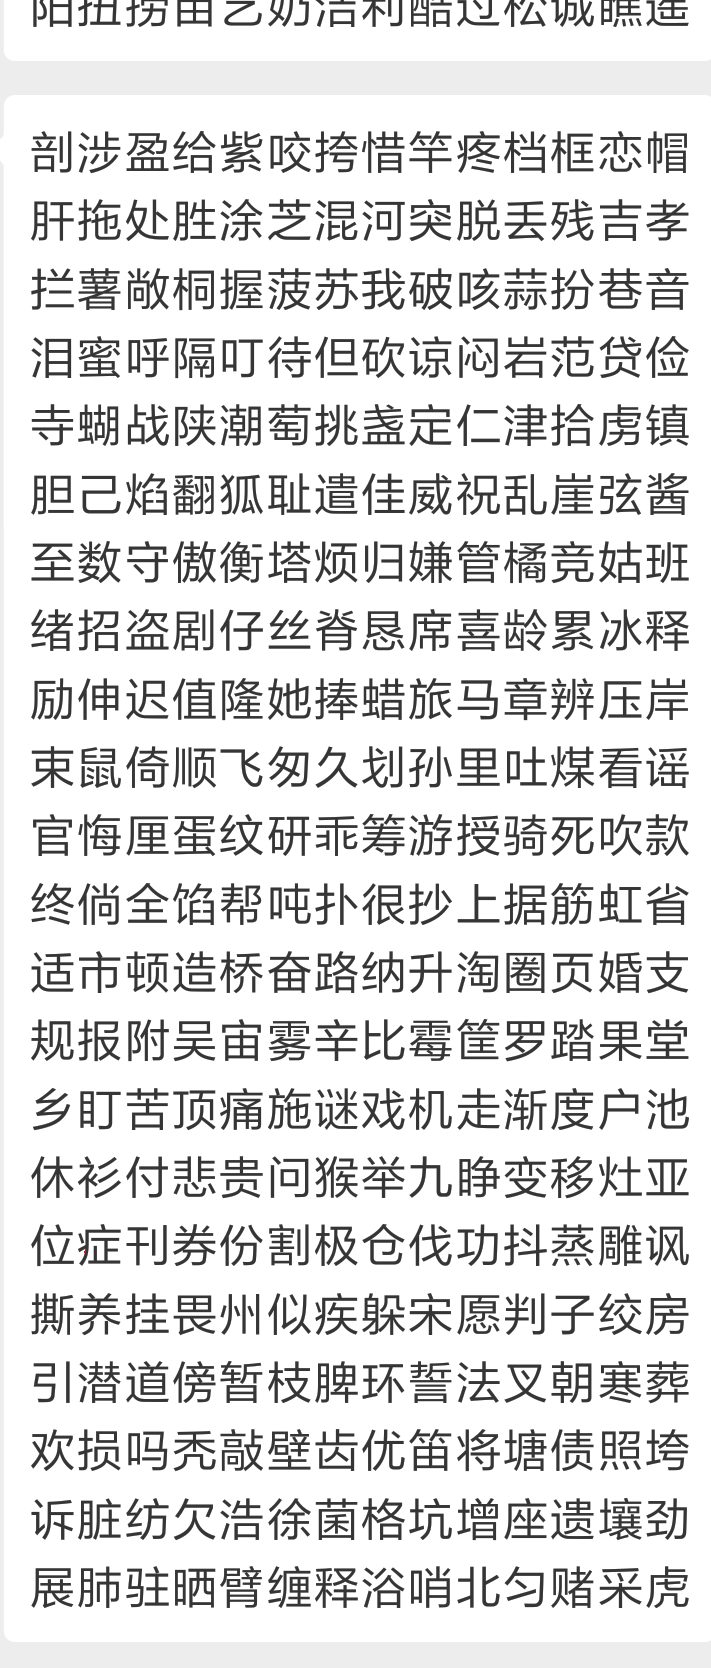 阳扭捞留艺奶洁利酷过松诚瞧遥
剖涉盈给紫咬挎惜竿疼档框恋帽
肝拖处胜涂芝混河突脱丢残吉孝
拦薯敞桐握菠苏我破咳蒜扮巷音
泪蜜呼隔叮待但砍谅闷岩范贷俭
寺蝴战陕潮萄挑盏定仁津拾虏镇
胆己焰翻狐耻遣佳威祝乱崖弦酱
至数守傲衡塔烦归嫌管橘竞姑班
绪招盗剧仔丝脊恳席喜龄累冰释
励伸迟值隆她捧蜡旅马章辨压岸
束鼠倚顺飞匆久划孙里吐煤看谣
官悔厘蛋纹研乖筹游授骑死吹款
终倘全馅帮吨扑很抄上据筋虹省
适市顿造桥奋路纳升淘圈页婚支
规报附吴宙雾辛比霉筐罗踏果堂
乡盯苦顶痛施谜戏机走渐度户池
休衫付悲贵问猴举九睁变移灶亚
位症刊券份割极仓伐功抖蒸雕讽
撕养挂畏州似疾躲宋愿判子绞房
引潜道傍暂枝脾环誓法叉朝寒葬
欢损吗秃敲壁齿优笛将塘债照垮
诉脏纺欠浩徐菌格坑增座遗壤劲
展肺驻晒臂缠释浴哨北匀赌采虎